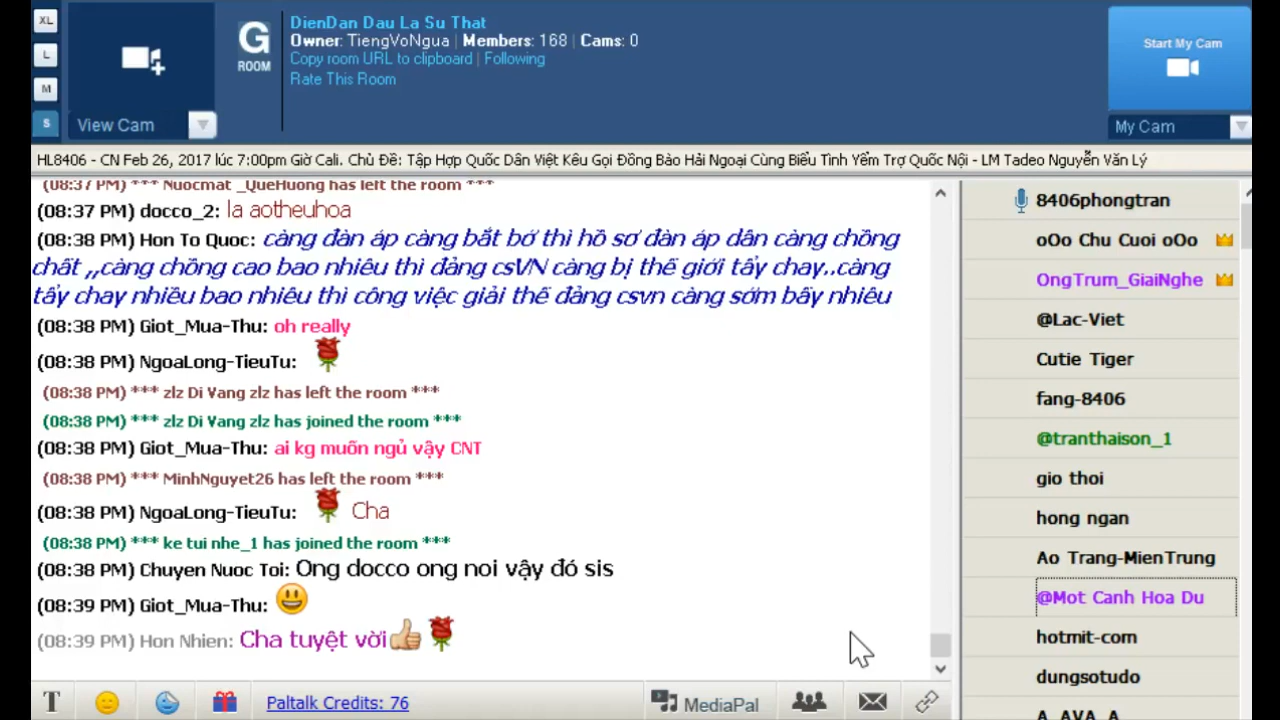 XL
L
M
S
View Cam
G
ROOM
DienDan Dau La Su That
Owner: TiengVoNgua | Members: 168 | Cams: 0
Copy room URL to clipboard | Following
Rate This Room
Start My Cam
My Cam
HL8406 - CN Feb 26, 2017 lúc 7:00pm Giờ Cali. Chủ Đề: Tập Hợp Quốc Dân Việt Kêu Gọi Đồng Bào Hải Ngoại Cùng Biểu Tình Yểm Trợ Quốc Nội - LM Tadeo Nguyễn Văn Lý
(08:37 PM) *** Nuocmat _QueHuong has left the room ***
(08:37 PM) docco_2: la aotheuhoa
(08:38 PM) Hon To Quoc: càng đàn áp càng bắt bớ thì hồ sơ đàn áp dân càng chồng
chất ,,càng chồng cao bao nhiêu thì đảng csVN càng bị thế giới tẩy chay..càng
tẩy chay nhiều bao nhiêu thì công việc giải thể đảng csvn càng sớm bấy nhiêu
(08:38 PM) Giot_Mua-Thu: oh really
(08:38 PM) NgoaLong-TieuTu:
(08:38 PM) *** zlz Di Vang zlz has left the room ***
(08:38 PM) *** zlz Di Vang zlz has joined the room ***
(08:38 PM) Giot_Mua-Thu: ai kg muốn ngủ vậy CNT
(08:38 PM) *** MinhNguyet26 has left the room ***
(08:38 PM) NgoaLong-TieuTu: Cha
(08:38 PM) *** ke tui nhe_1 has joined the room ***
(08:38 PM) Chuyen Nuoc Toi: Ong docco ong noi vậy đó sis
(08:39 PM) Giot_Mua-Thu:
(08:39 PM) Hon Nhien: Cha tuyệt vời
T
Paltalk Credits: 76
MediaPal
8406phongtran
oOo Chu Cuoi oOo
OngTrum_GiaiNghe
@Lac-Viet
Cutie Tiger
fang-8406
@tranthaison_1
gio thoi
hong ngan
Ao Trang-MienTrung
@Mot Canh Hoa Du
hotmit-com
dungsotudo
A_AVA_A